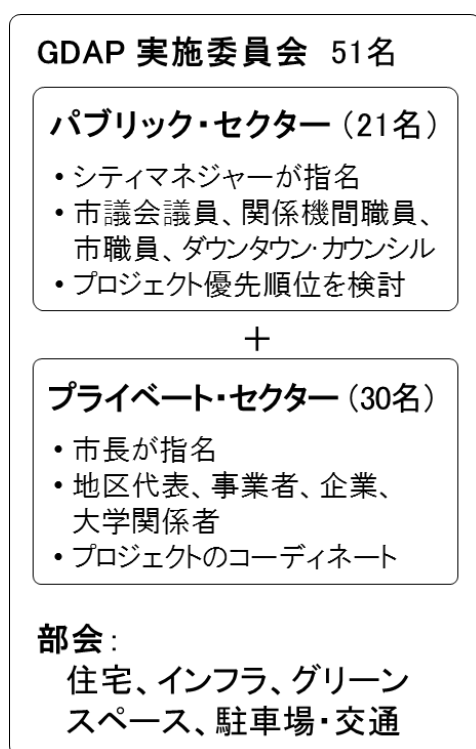 GDAP 実施委員会 51名
パブリック・セクター（21名）
・シティマネジャーが指名
・市議会議員、関係機関職員、
市職員、ダウンタウン・カウンシル
・プロジェクト優先順位を検討
＋
プライベート・セクター（30名）
・市長が指名
・地区代表、事業者、企業、
大学関係者
・プロジェクトのコーディネート
部会：
住宅、インフラ、グリーン
スペース、駐車場・交通